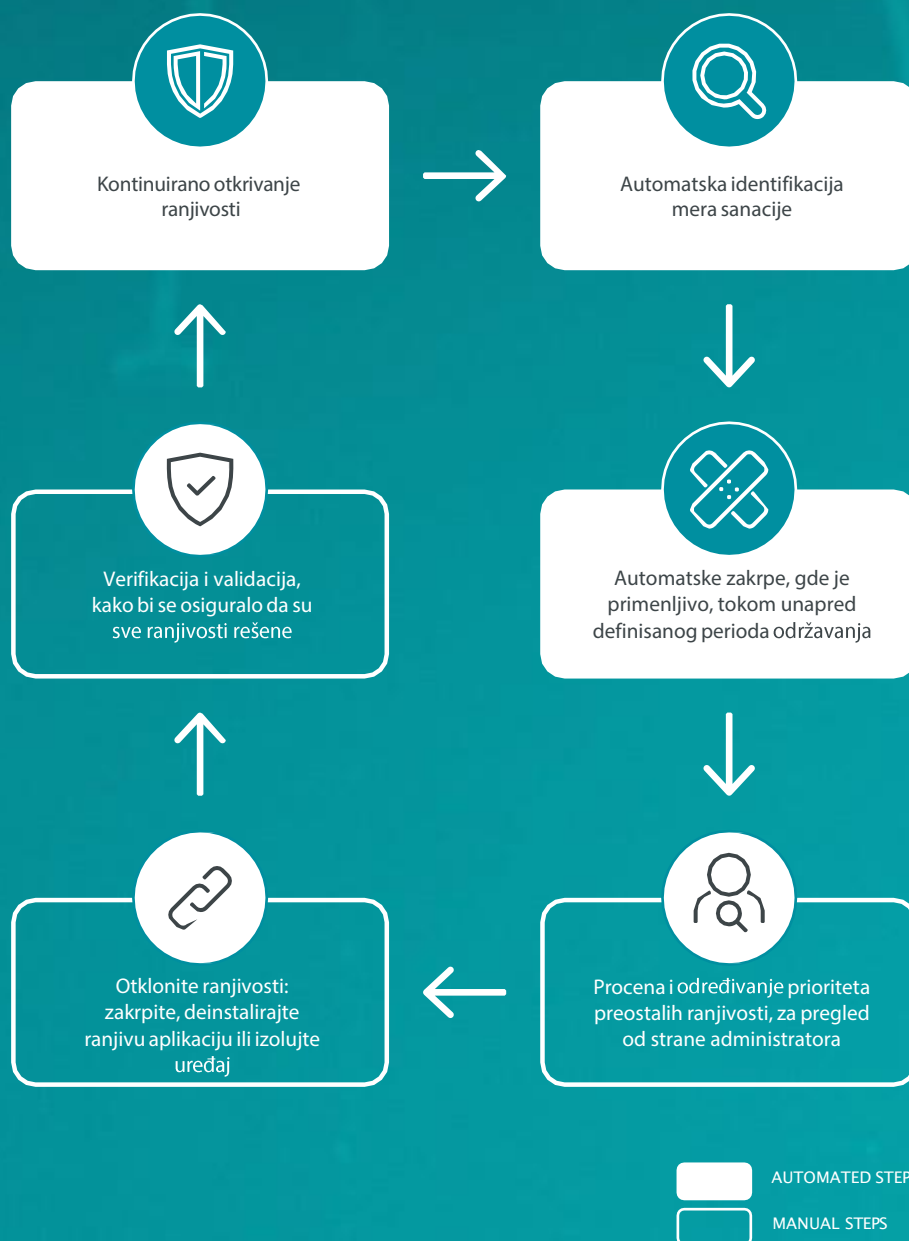 Kontinuirano otkrivanje
ranjivosti
Automatska identifikacija
mera sanacije
Verifikacija i validacija,
kako bi se osiguralo da su
sve ranjivosti rešene
Automatske zakrpe, gde je
primenljivo, tokom unapred
definisanog perioda održavanja
Otklonite ranjivosti:
zakrpite, deinstalirajte
ranjivu aplikaciju ili izolujte
uređaj
Procena i određivanje prioriteta
preostalih ranjivosti, za pregled
od strane administratora
AUTOMATED STEP
MANUAL STEPS